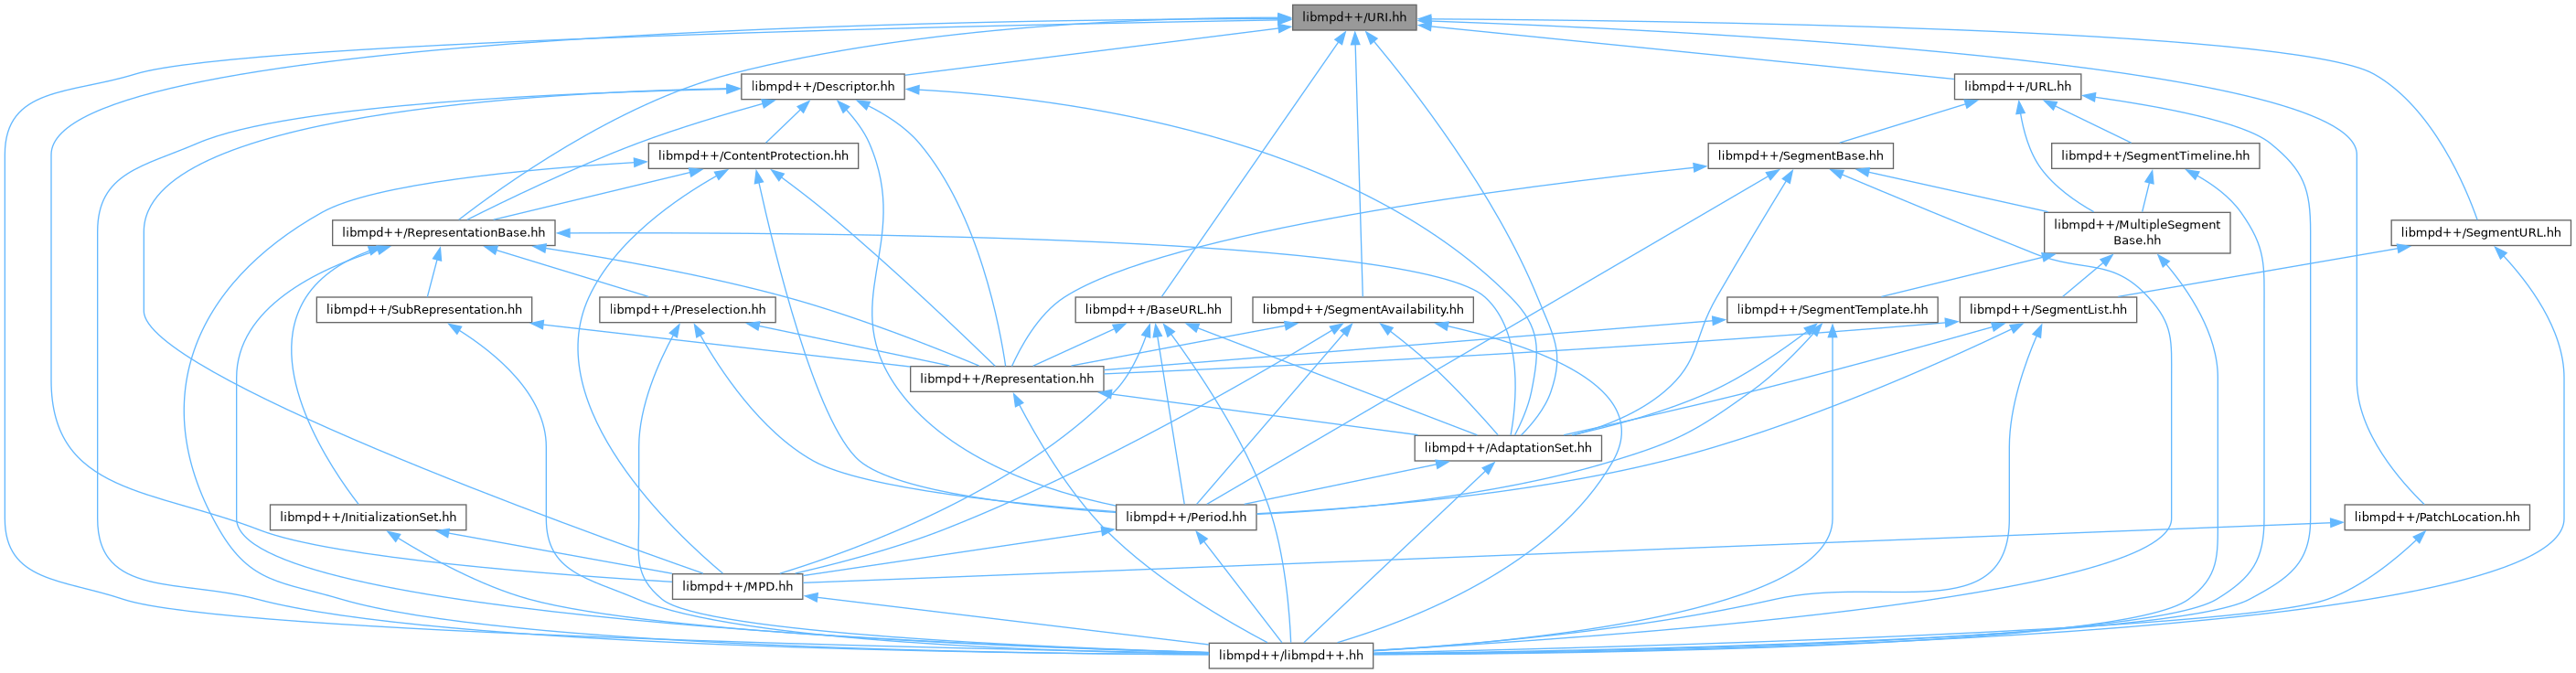 libmpd++/URI.hh
libmpd++/Descriptor.hh
libmpd++/URL.hh
libmpd++/ContentProtection.hh
libmpd++/SegmentBase.hh
libmpd++/SegmentTimeline.hh
libmpd++/RepresentationBase.hh
libmpd++/MultipleSegment
Base.hh
libmpd++/SegmentURL.hh
libmpd++/SubRepresentation.hh
libmpd++/Preselection.hh
libmpd++/BaseURL.hh
libmpd++/SegmentAvailability.hh
libmpd++/SegmentTemplate.hh
libmpd++/SegmentList.hh
libmpd++/Representation.hh
libmpd++/AdaptationSet.hh
libmpd++/InitializationSet.hh
libmpd++/Period.hh
libmpd++/PatchLocation.hh
libmpd++/MPD.hh
libmpd++/libmpd++.hh